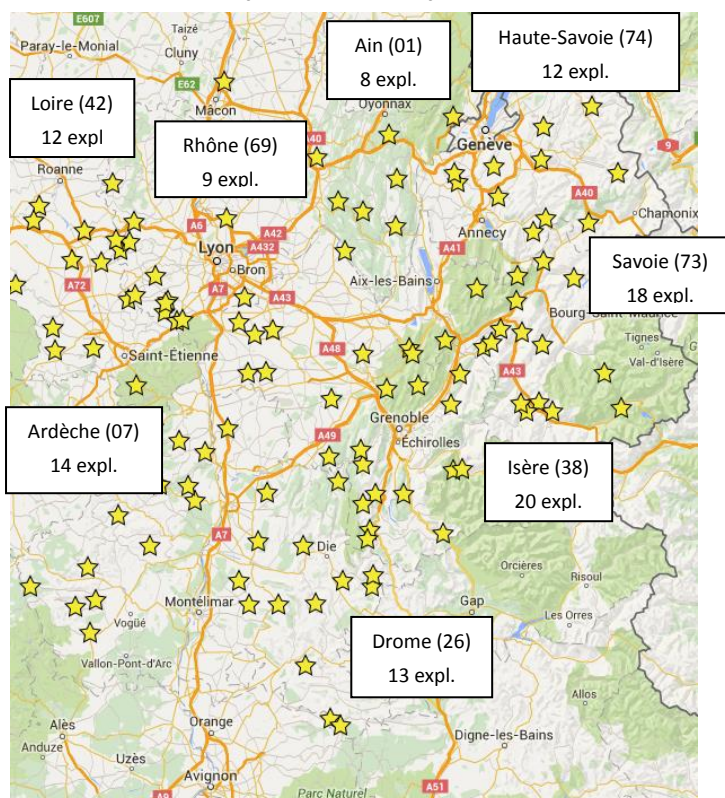 E607
Taizé
Paray-le-Monial
Cluny
E62
Mâcon
Ain (01)
8 expl.
Oyonnax
Haute-Savoie (74)
12 expl.
Loire (42)
12 expl
Rhône (69)
9 expl.
A40
Genève
9
Roanne
A40
Chamonix
A6
A42
Lyon
A432
Bron
Annecy
A41
A72
A7
A43
Aix-les-Bains
Savoie (73)
18 expl.
Bourg-Saint-Maurice
Tignes
Val-d'Isère
Saint-Étienne
A48
A43
Ardèche (07)
14 expl.
A49
Grenoble
Échirolles
Isère (38)
20 expl.
A7
Die
Orcières
Risoul
Montélimar
Gap
Les Orres
Vogüé
Drome (26)
13 expl.
Vallon-Pont-d'Arc
Allos
Alès
Anduze
Orange
Digne-les-Bains
Uzès
Avignon
A9
A51
Parc Naturel